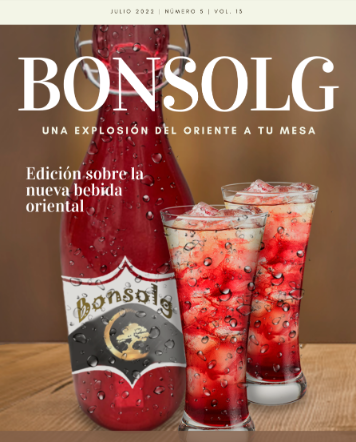 JULIO 2022 | NÚMERO 5 | VOL. 15
BONSOLG
UNA EXPLOSIÓN DEL ORIENTE A TU MESA
Edición sobre la
nueva bebida
oriental
Bonsolg